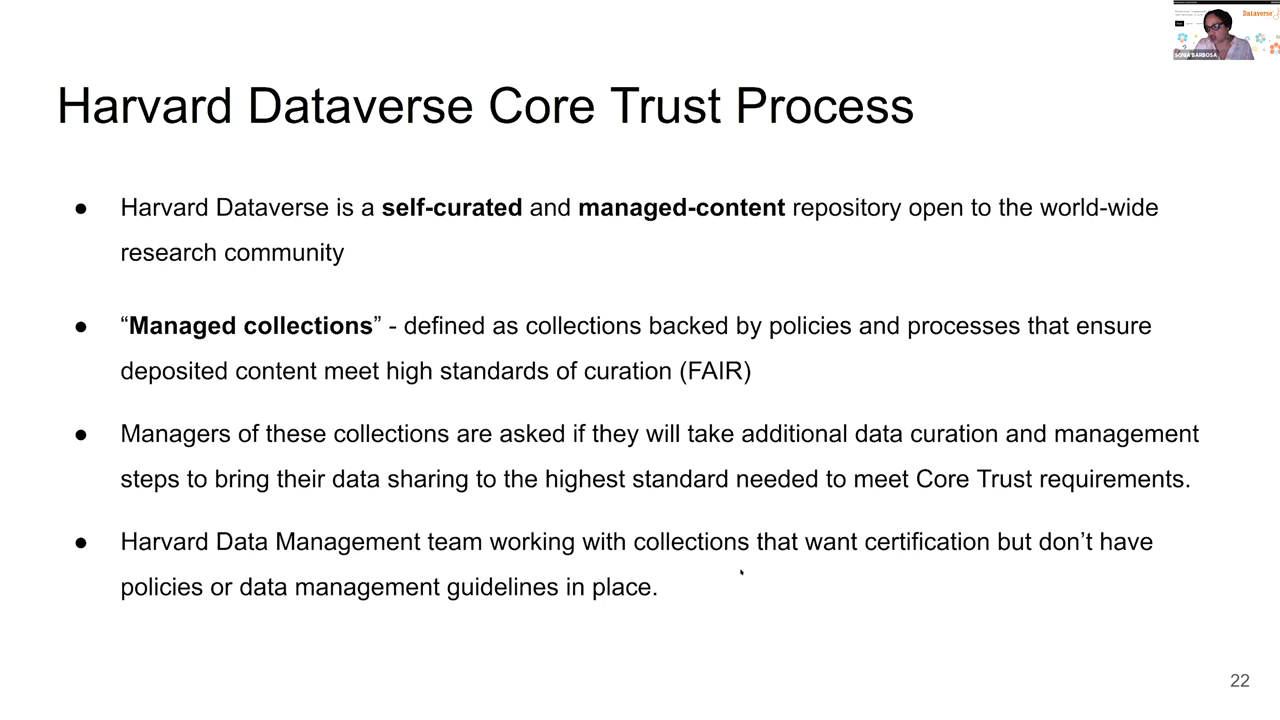 Dataverse
SONIA BARBOSA
Harvard Dataverse Core Trust Process
● Harvard Dataverse is a self-curated and managed-content repository open to the world-wide
research community
● “Managed collections” - defined as collections backed by policies and processes that ensure
deposited content meet high standards of curation (FAIR)
● Managers of these collections are asked if they will take additional data curation and management
steps to bring their data sharing to the highest standard needed to meet Core Trust requirements.
● Harvard Data Management team working with collections that want certification but don’t have
policies or data management guidelines in place.
22